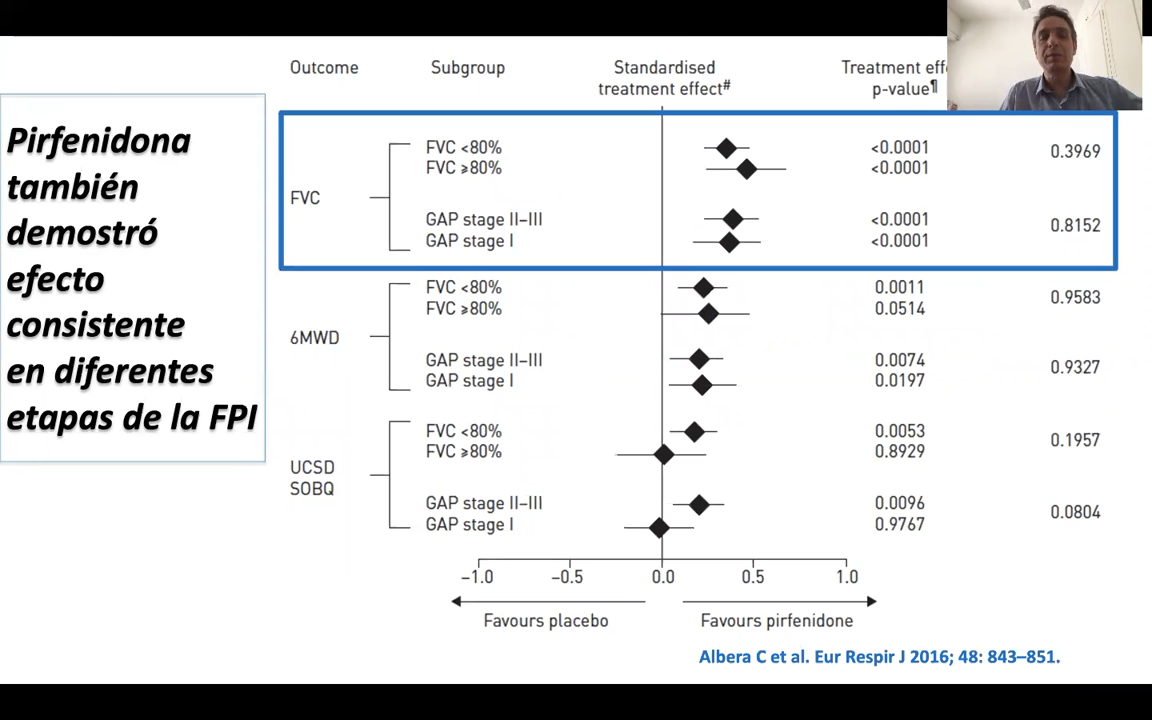 Pirfenidona
también
demostró
efecto
consistente
en diferentes
etapas de la FPI
Outcome Subgroup Standardised treatment effect# Treatment p-value¶
FVC
FVC <80% <0.0001 0.3969
FVC ⩾80% <0.0001
GAP stage II–III <0.0001 0.8152
GAP stage I <0.0001
6MWD
FVC <80% 0.0011 0.9583
FVC ⩾80% 0.0514
GAP stage II–III 0.0074 0.9327
GAP stage I 0.0197
UCSD
SOBQ
FVC <80% 0.0053 0.1957
FVC ⩾80% 0.8929
GAP stage II–III 0.0096 0.0804
GAP stage I 0.9767
–1.0 –0.5 0.0 0.5 1.0
Favours placebo Favours pirfenidone
Albera C et al. Eur Respir J 2016; 48: 843–851.